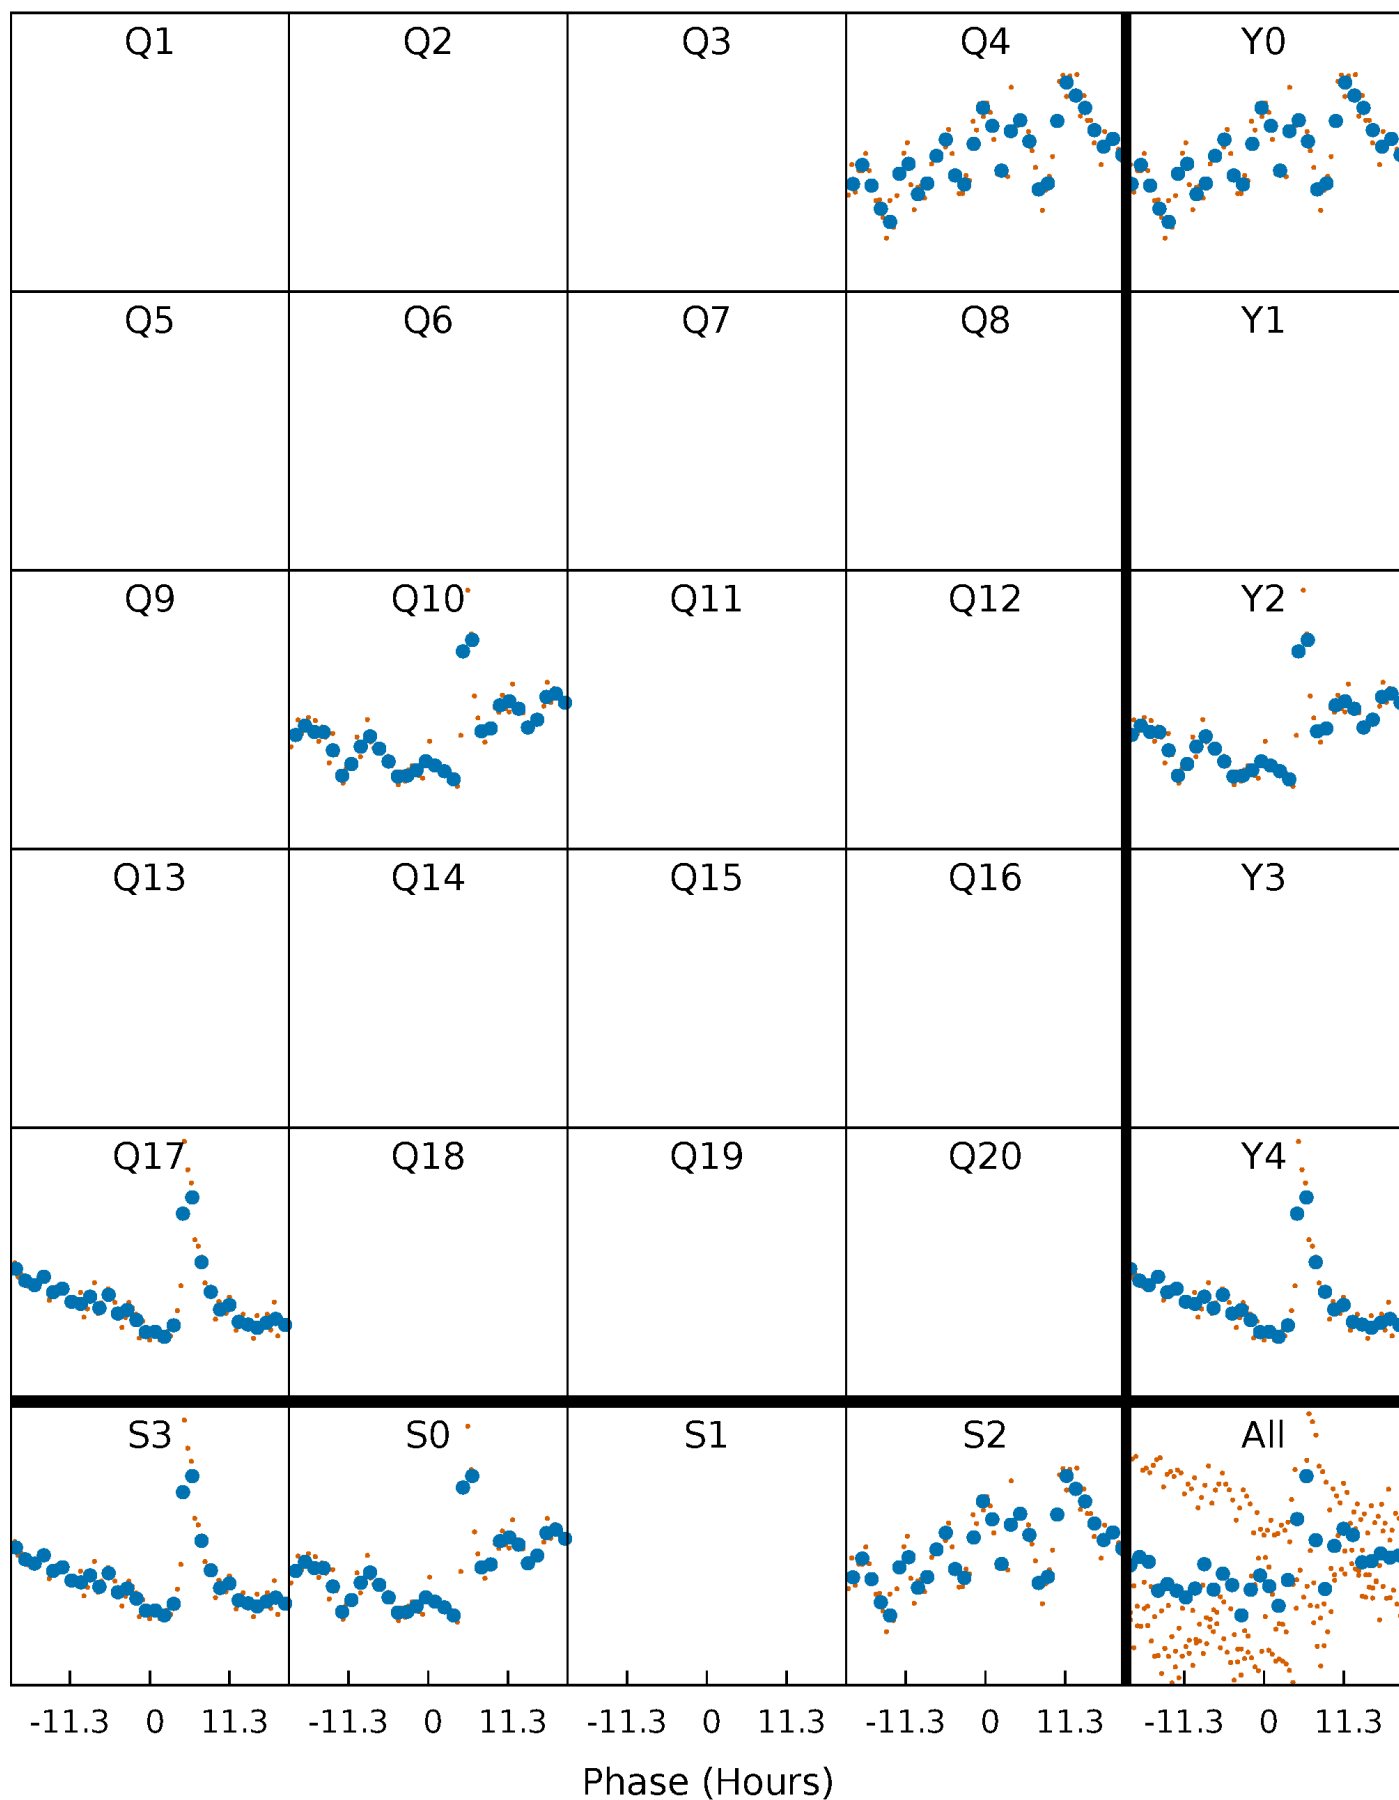 Q1 Q2 Q3 Q4 Y0
Q5 Q6 Q7 Q8 Y1
Q9 Q10 Q11 Q12 Y2
Q13 Q14 Q15 Q16 Y3
Q17 Q18 Q19 Q20 Y4
S3 S0 S1 S2 All
-11.3 0 11.3 -11.3 0 11.3 -11.3 0 11.3 -11.3 0 11.3 -11.3 0 11.3
Phase (Hours)